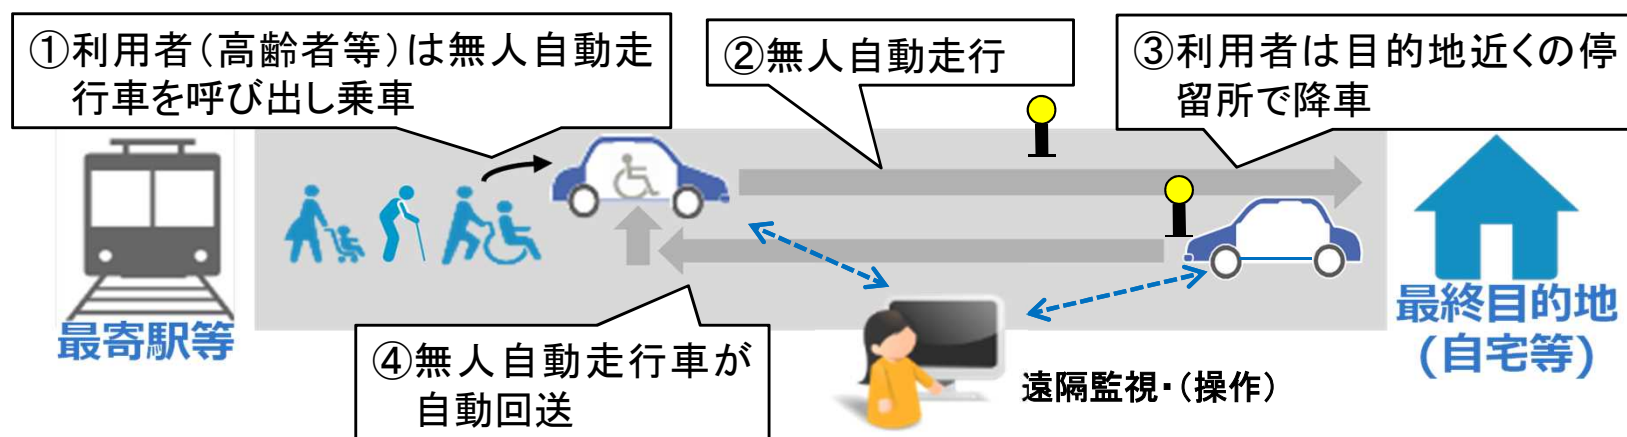 ①利用者(高齢者等)は無人自動走
行車を呼び出し乗車
②無人自動走行
③利用者は目的地近くの停
留所で降車
最寄駅等
④無人自動走行車が
自動回送
遠隔監視・(操作)
最終目的地
(自宅等)